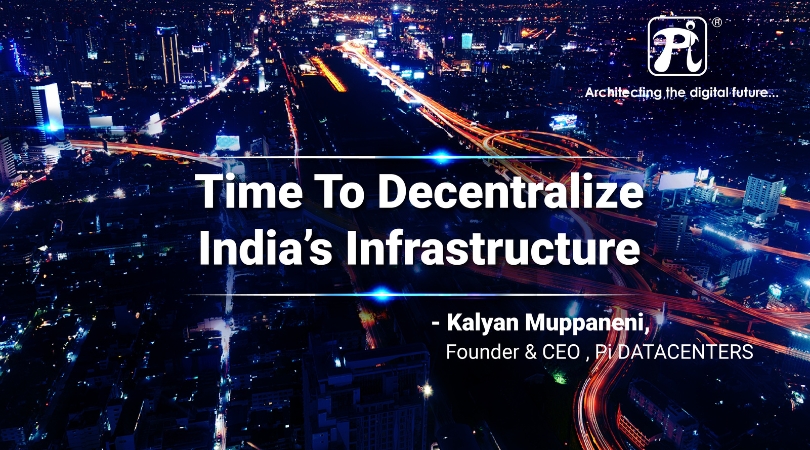 Pi ®
Architecting the digital future...
Time To Decentralize
India's Infrastructure
- Kalyan Muppaneni,
Founder & CEO , Pi DATACENTERS